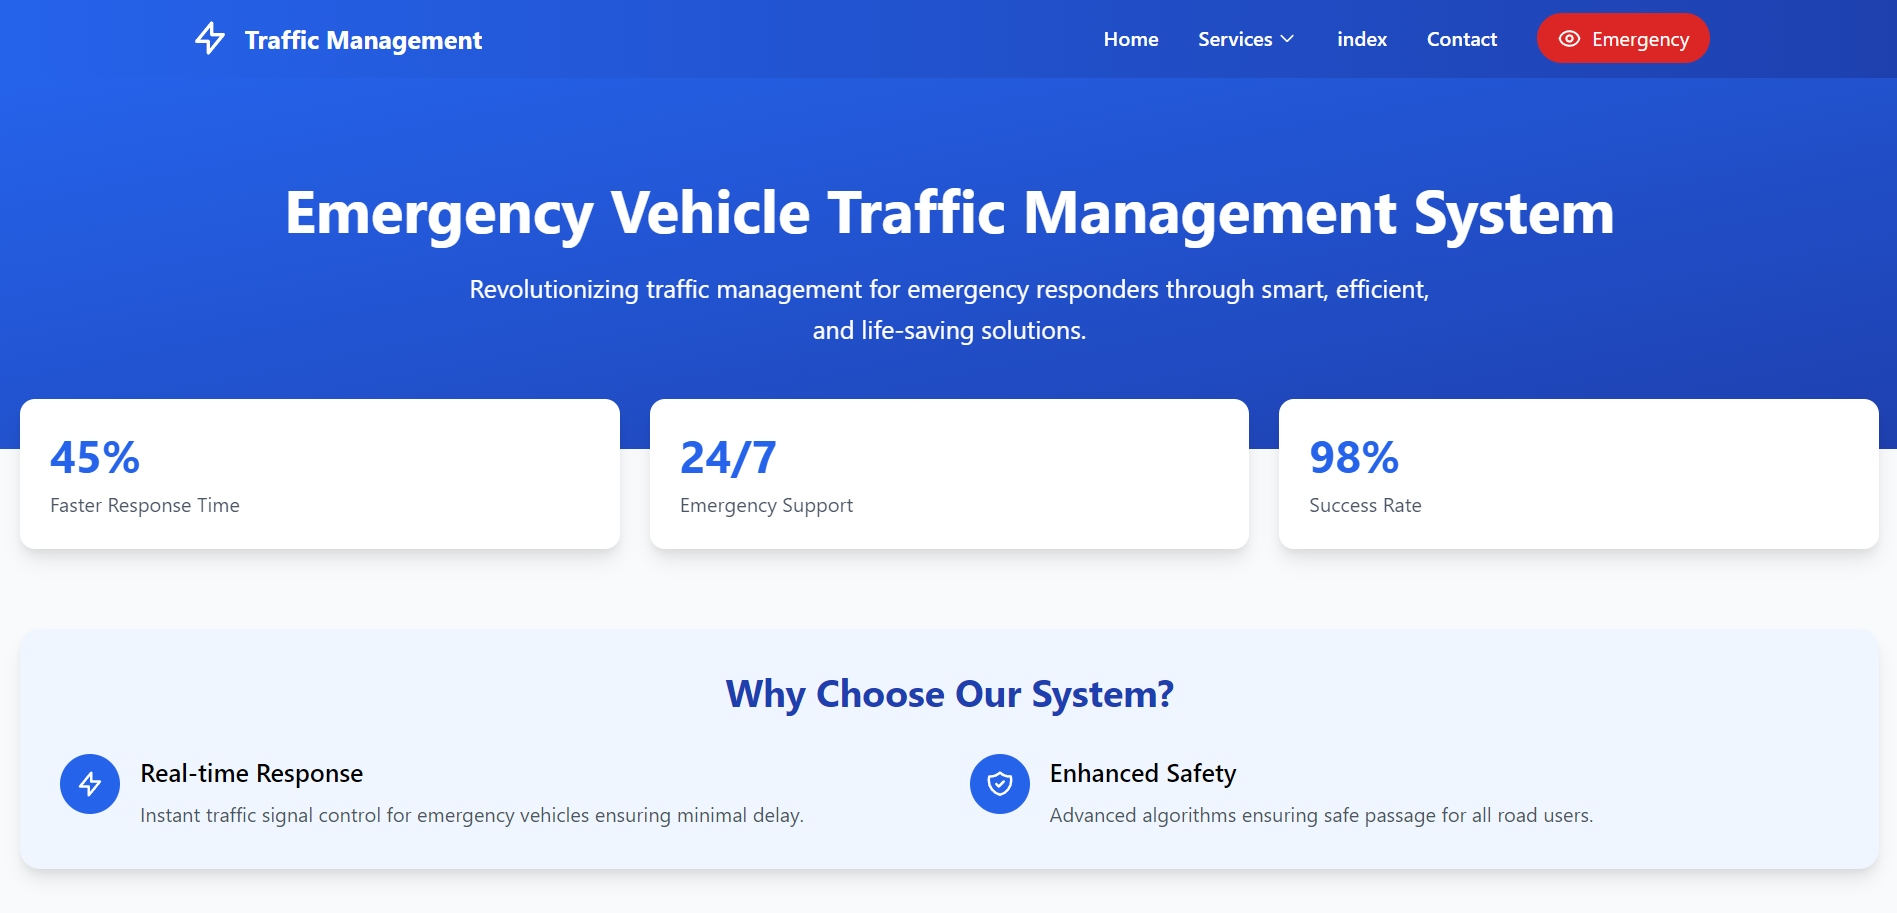 Traffic Management
Home
Services
index
Contact
Emergency
Emergency Vehicle Traffic Management System
Revolutionizing traffic management for emergency responders through smart, efficient,
and life-saving solutions.
45%
Faster Response Time
24/7
Emergency Support
98%
Success Rate
Why Choose Our System?
Real-time Response
Instant traffic signal control for emergency vehicles ensuring minimal delay.
Enhanced Safety
Advanced algorithms ensuring safe passage for all road users.